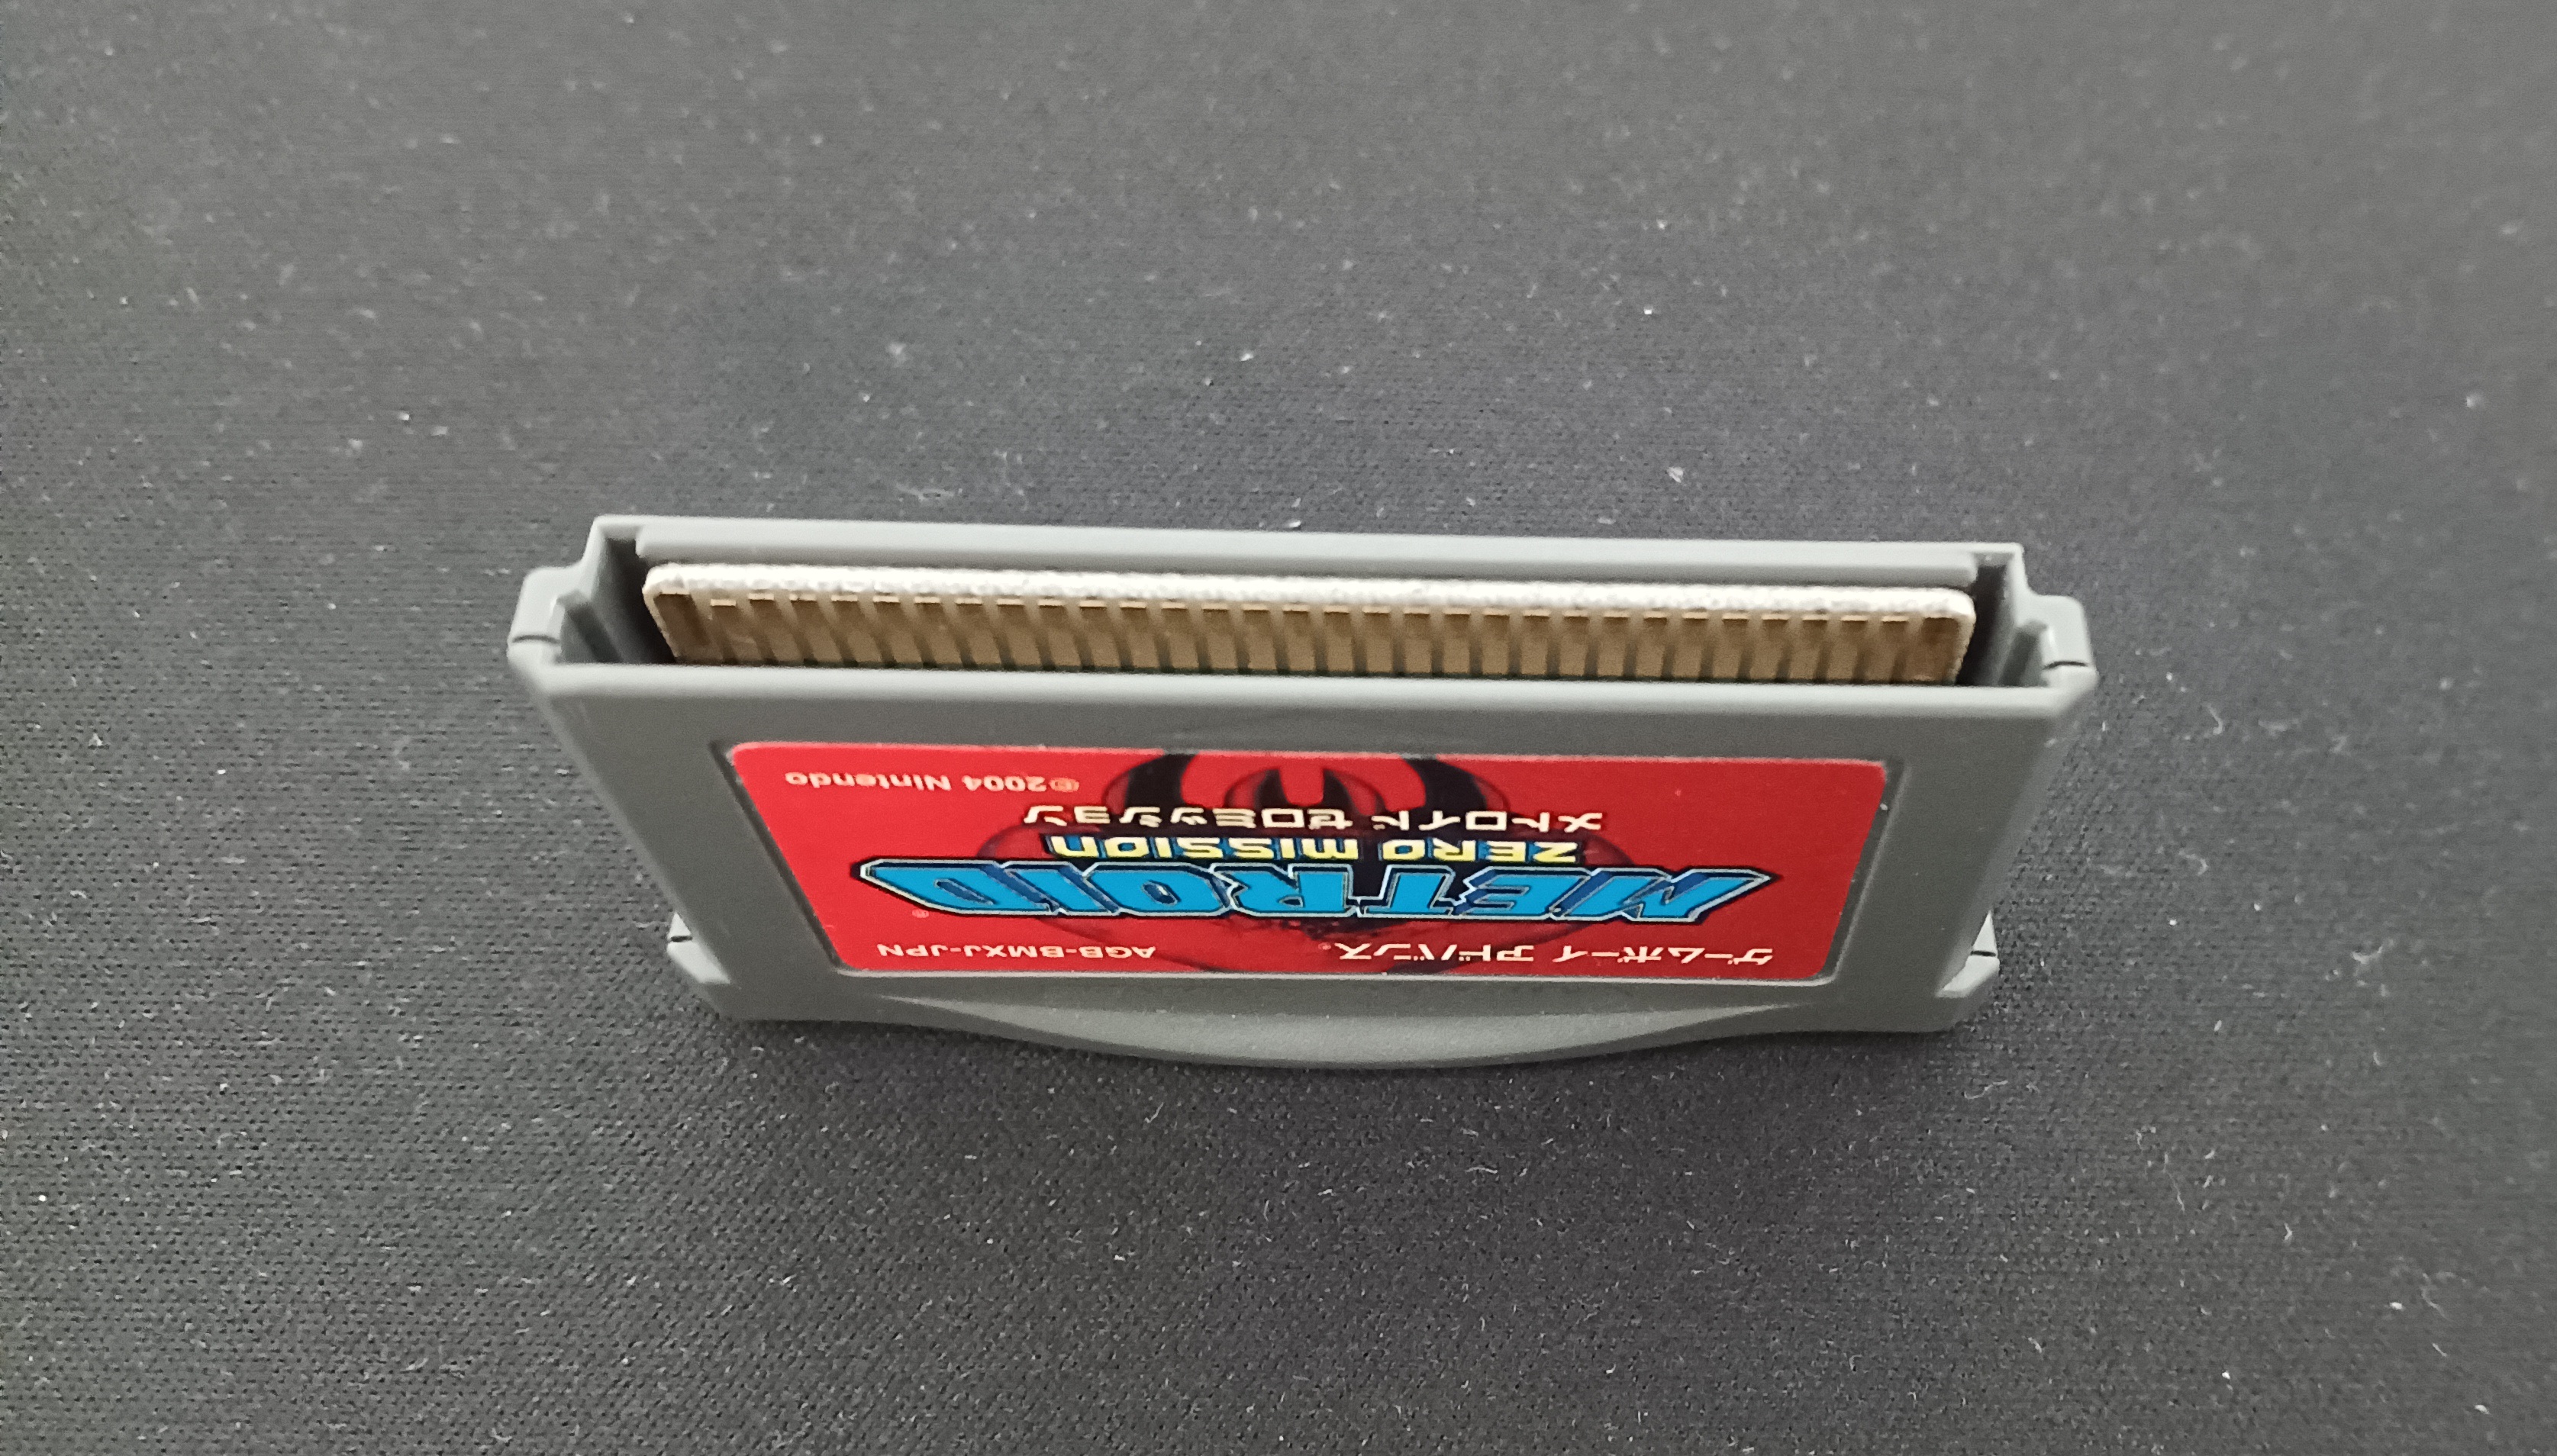 ゲームボーイ アドバンス® AGB-BMXJ-JPN
METROID®
ZERO MISSION
メトロイド ゼロミッション
©2004 Nintendo